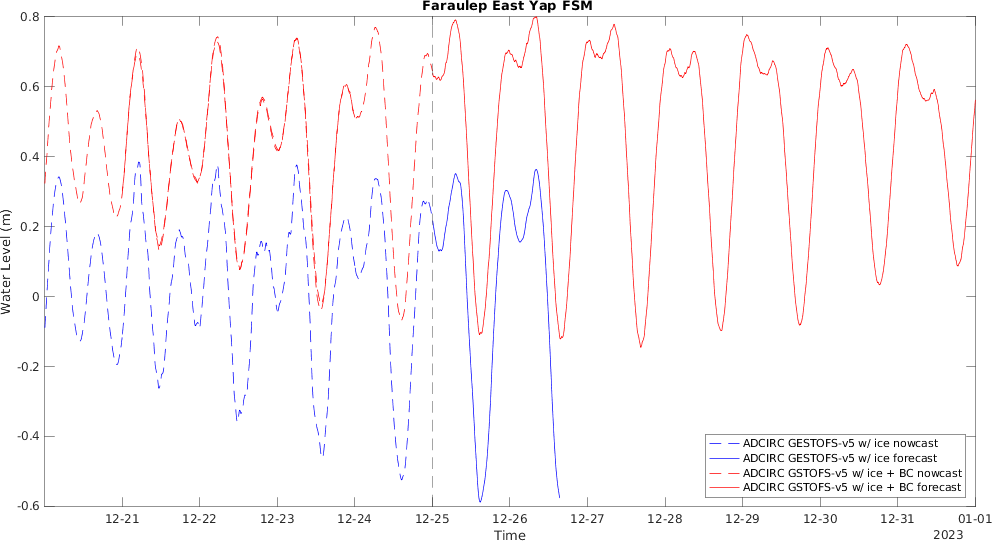 Faraulep East Yap FSM
0.8
0.6
0.4
0.2
0
-0.2
-0.4
-0.6
Water Level (m)
12-21 12-22 12-23 12-24 12-25 12-26 12-27 12-28 12-29 12-30 12-31 01-01
2023
Time
ADCIRC GESTOFS-v5 w/ ice nowcast
ADCIRC GESTOFS-v5 w/ ice forecast
ADCIRC GSTOFS-v5 w/ ice + BC nowcast
ADCIRC GSTOFS-v5 w/ ice + BC forecast